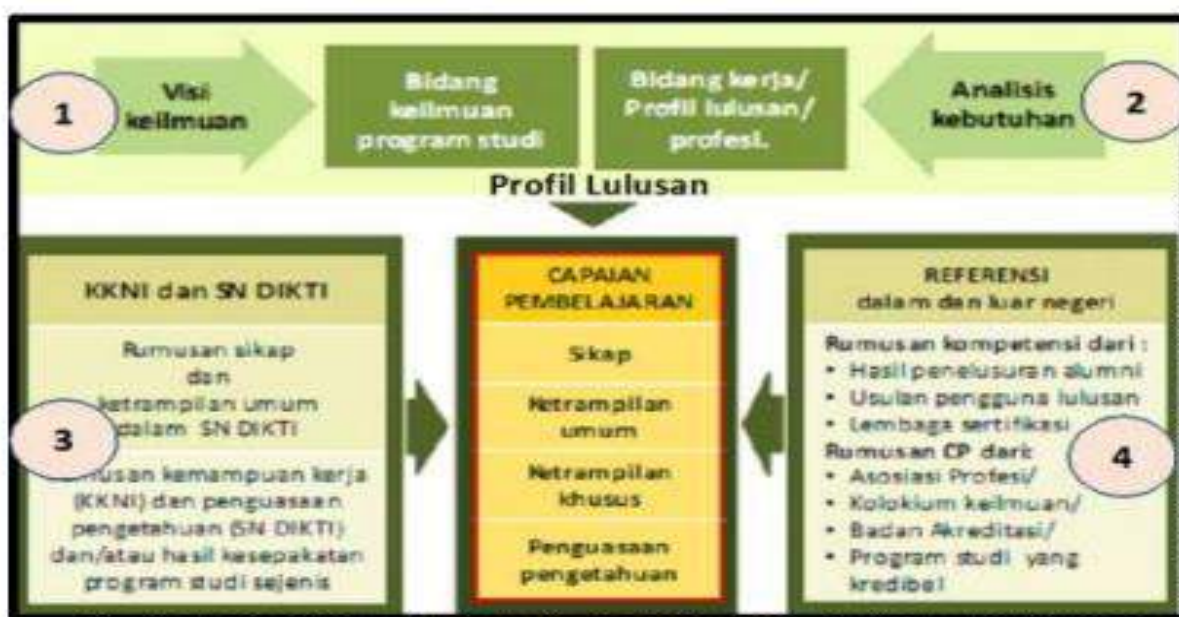 1
Visi
keilmuan
Bidang
keilmuan
program studi
Bidang kerja/
Profil lulusan/
profesi.
Analisis
kebutuhan
2
Profil Lulusan
KKNI dan SN DIKTI
Rumusan sikap
dan
ketrampilan umum
dalam SN DIKTI
3
kemampuan kerja
(KKNI) dan penguasaan
pengetahuan (SN DIKTI)
dan/atau hasil kesepakatan
program studi sejenis
CAPAIAN
PEMBELAJARAN
Sikap
Ketrampilan
umum
Ketrampilan
khusus
Penguasaan
pengetahuan
REFERENSI
dalam dan luar negeri
Rumusan kompetensi dari :
• Hasil penelusuran alumni
• Usulan pengguna lulusan
• Lembaga sertifikasi
Rumusan CP dari:
• Asosiasi Profesi/
• Kolokium keilmuan/
• Badan Akreditasi/
• Program studi yang
kredibel
4